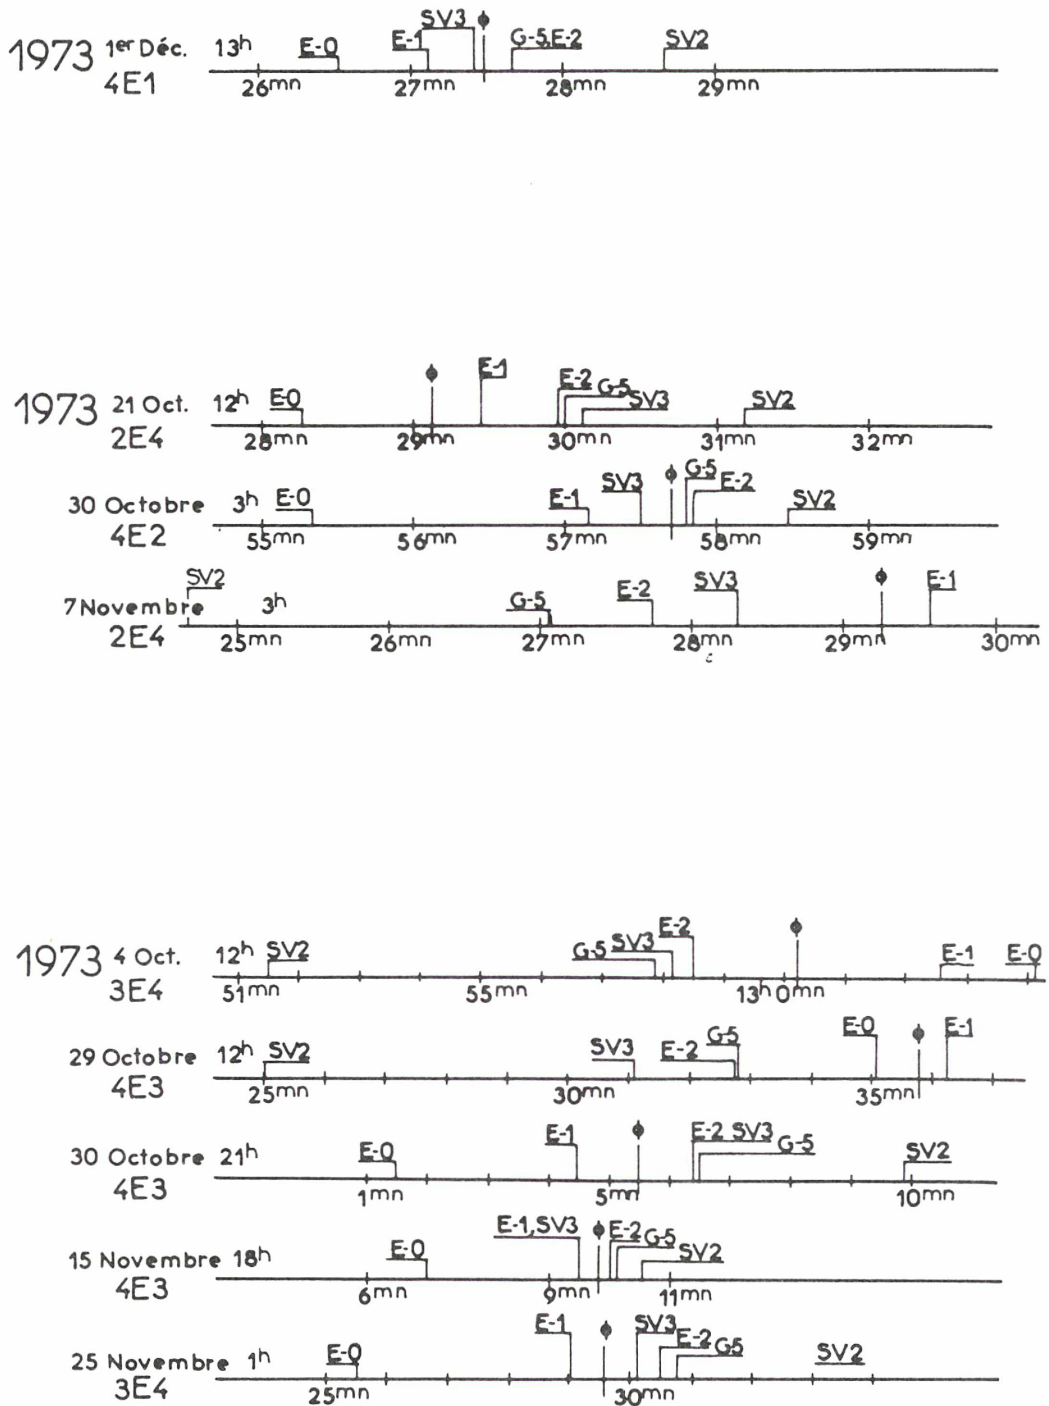 SV3 ϕ
1973 1er Déc. 13h E-0 E-1 G-5,E-2 SV2
4E1 26mn 27mn 28mn 29mn
ϕ E-1
E-2
1973 21 Oct. 12h E-0 G-5 SV3 SV2
2E4 28mn 29mn 30mn 31mn 32mn
ϕ G-5
30 Octobre 3h E-0 E-1 SV3 E-2 SV2
4E2 55mn 56mn 57mn 58mn 59mn
SV2 E-2 SV3 ϕ E-1
7 Novembre 3h G-5
2E4 25mn 26mn 27mn 28mn 29mn 30mn
E-2 ϕ
1973 4 Oct. 12h SV2 G-5 SV3 E-1 E-0
3E4 51mn 55mn 13h 0mn
G-5 E-0 ϕ E-1
29 Octobre 12h SV2 SV3 E-2
4E3 25mn 30mn 35mn
E-1 ϕ E-2 SV3
30 Octobre 21h E-0 G-5 SV2
4E3 1mn 5mn 10mn
E-1,SV3 ϕ E-2 G-5
15 Novembre 18h E-0 SV2
4E3 6mn 9mn 11mn
E-1 ϕ SV3 E-2
25 Novembre 1h E-0 G5 SV2
3E4 25mn 30mn